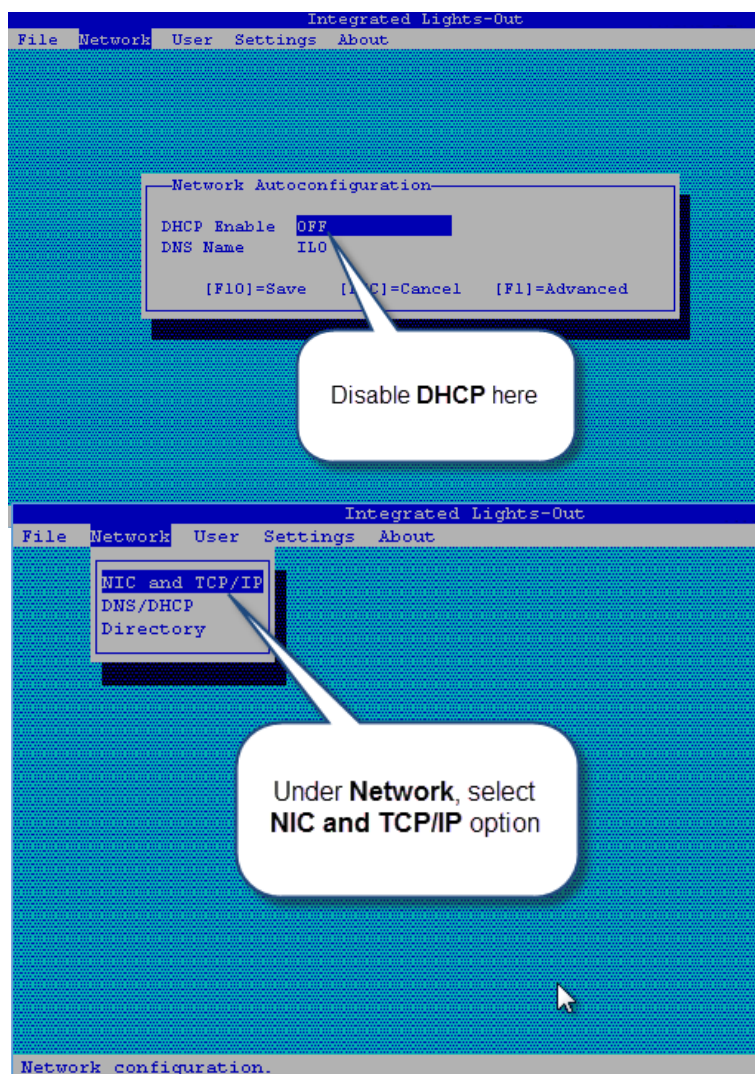 Integrated Lights-Out
File Network User Settings About
Network Autoconfiguration
DHCP Enable OFF
DNS Name ILO
[F10]=Save [ C]=Cancel [F1]=Advanced
Disable DHCP here
Integrated Lights-Out
File Network User Settings About
NIC and TCP/IP
DNS/DHCP
Directory
Under Network, select
NIC and TCP/IP option
Network configuration.